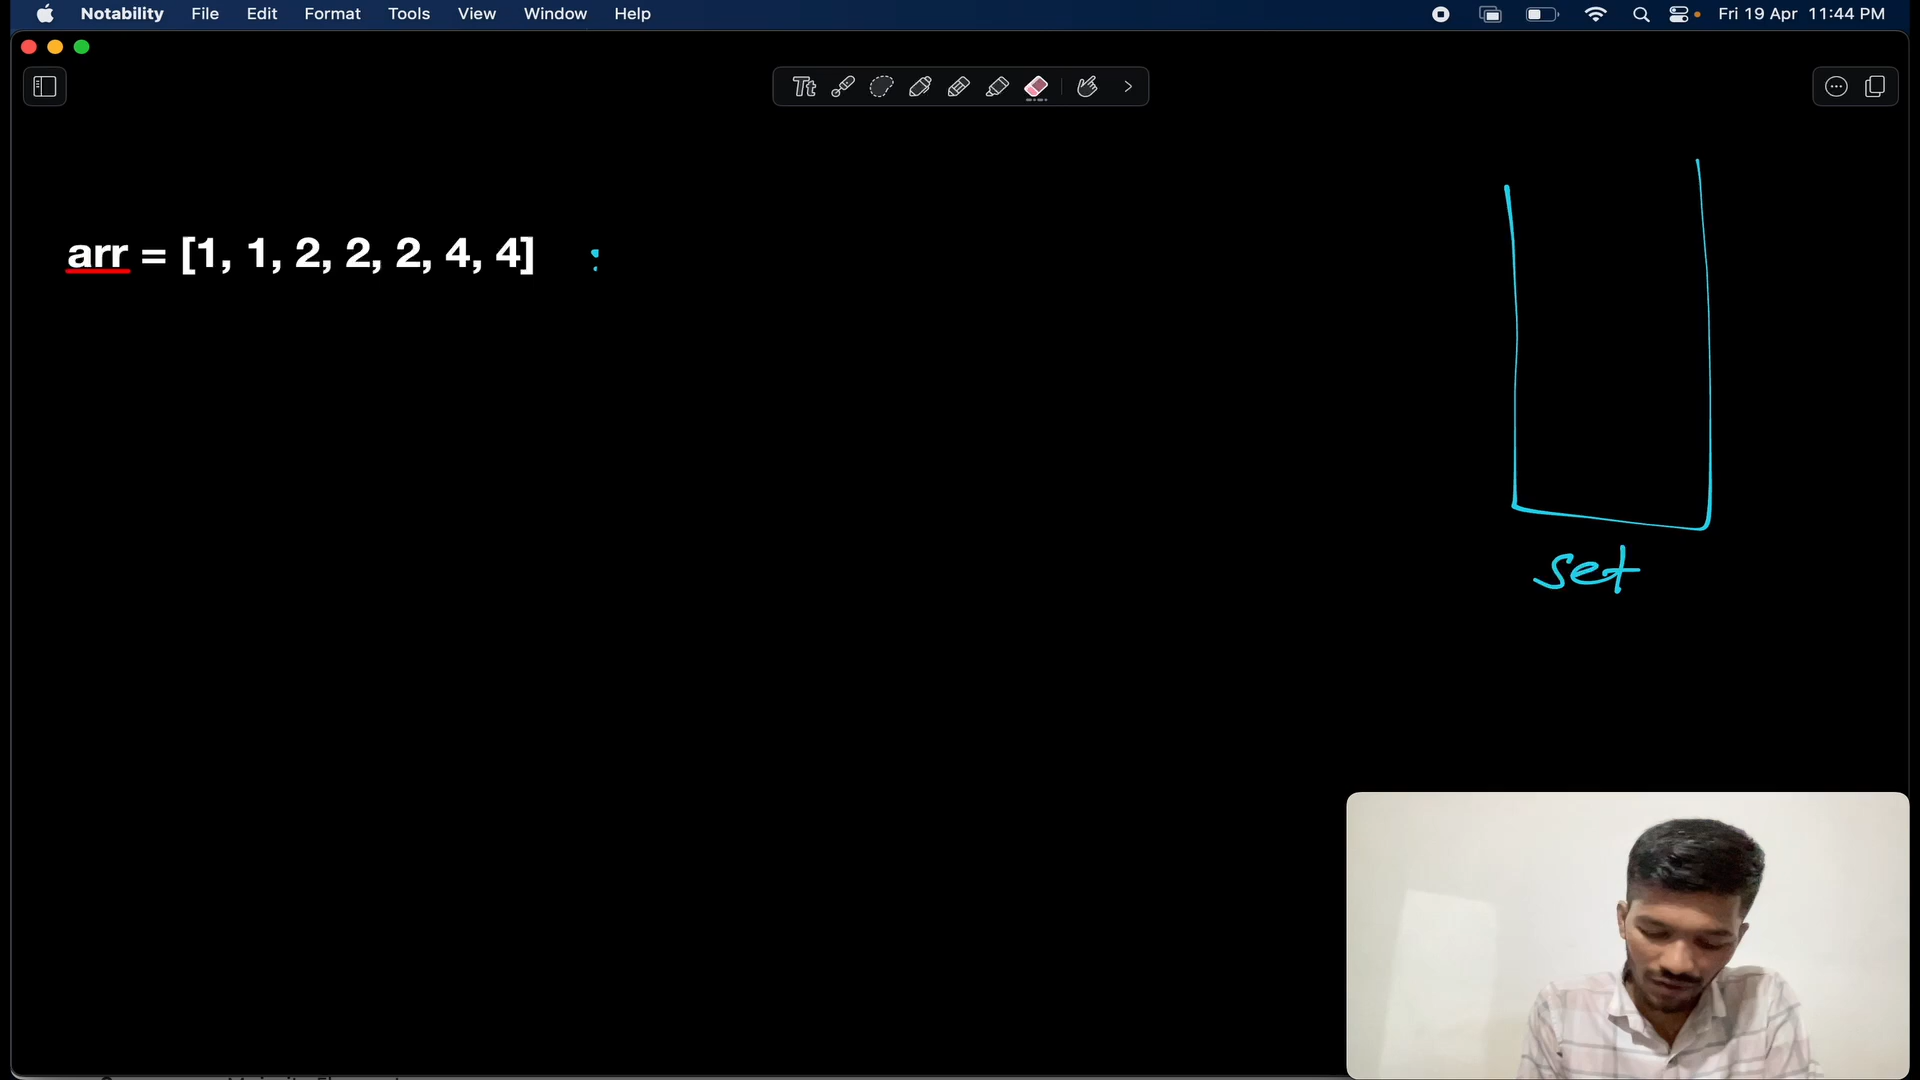 Notability File Edit Format Tools View Window Help Fri 19 Apr 11:44 PM
Tt
arr = [1, 1, 2, 2, 2, 4, 4]
set